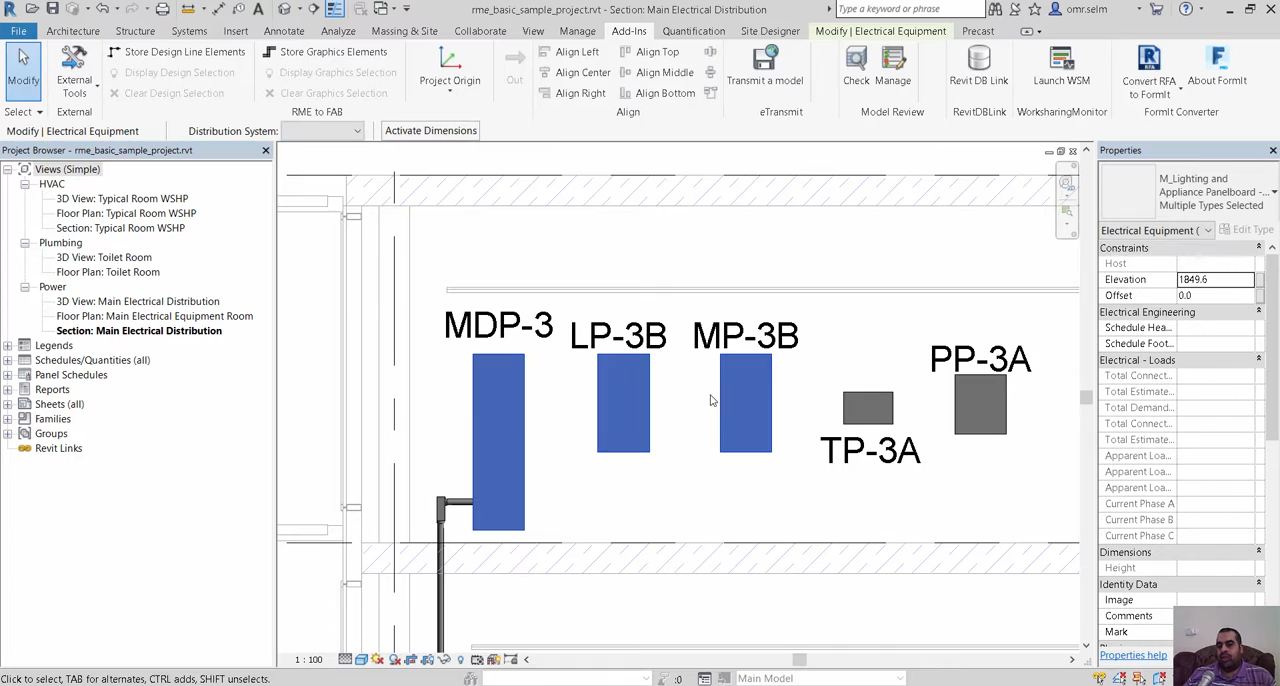 rme_basic_sample_project.rvt - Section: Main Electrical Distribution
Type a keyword or phrase
omr.selm
File
Architecture
Structure
Systems
Insert
Annotate
Analyze
Massing & Site
Collaborate
View
Manage
Add-Ins
Quantification
Site Designer
Modify | Electrical Equipment
Precast
Modify
External Tools
Store Design Line Elements
Display Design Selection
Clear Design Selection
Store Graphics Elements
Display Graphics Selection
Clear Graphics Selection
Project Origin
Out
Align Left
Align Center
Align Right
Align Top
Align Middle
Align Bottom
Transmit a model
Check
Manage
Revit DB Link
Launch WSM
Convert RFA to FormIt
About FormIt
Select
External
RME to FAB
Align
eTransmit
Model Review
RevitDBLink
WorksharingMonitor
FormIt Converter
Modify | Electrical Equipment
Distribution System:
Activate Dimensions
Project Browser - rme_basic_sample_project.rvt
Views (Simple)
HVAC
3D View: Typical Room WSHP
Floor Plan: Typical Room WSHP
Section: Typical Room WSHP
Plumbing
3D View: Toilet Room
Floor Plan: Toilet Room
Power
3D View: Main Electrical Distribution
Floor Plan: Main Electrical Equipment Room
Section: Main Electrical Distribution
Legends
Schedules/Quantities (all)
Panel Schedules
Reports
Sheets (all)
Families
Groups
Revit Links
MDP-3
LP-3B
MP-3B
TP-3A
PP-3A
Properties
M_Lighting and
Appliance Panelboard -...
Multiple Types Selected
Electrical Equipment (
Edit Type
Constraints
Host
Elevation 1849.6
Offset 0.0
Electrical Engineering
Schedule Hea...
Schedule Foot...
Electrical - Loads
Total Connect...
Total Estimate...
Total Demand...
Total Connect...
Total Estimate...
Apparent Loa...
Apparent Loa...
Apparent Loa...
Current Phase A
Current Phase B
Current Phase C
Dimensions
Height
Identity Data
Image
Comments
Mark
Properties help
1 : 100
Click to select, TAB for alternates, CTRL adds, SHIFT unselects.
:0
Main Model